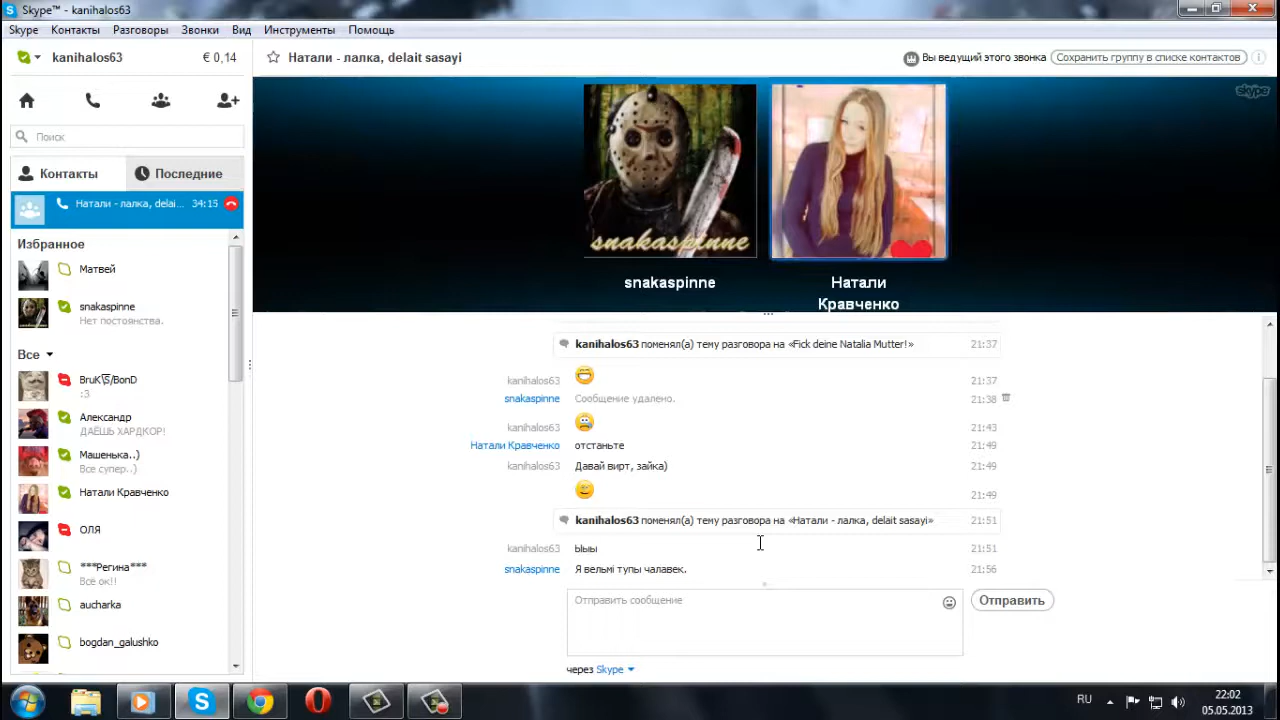 Skype™ - kanihalos63
Skype Контакты Разговоры Звонки Вид Инструменты Помощь
kanihalos63 € 0,14
Натали - лалка, delait sasayi
Вы ведущий этого звонка Сохранить группу в списке контактов
skype
Поиск
Контакты Последние
Натали - лалка, delai... 34:15
Избранное
Матвей
snakaspinne
Нет постоянства.
Все
BruK\S/BonD
:3
Александр
ДАЁШЬ ХАРДКОР!
Машенька..)
Все супер..)
Натали Кравченко
ОЛЯ
***Регина***
Всё ок!!
aucharka
bogdan_galushko
snakaspinne
snakaspinne
Натали
Кравченко
kanihalos63 поменял(а) тему разговора на «Fick deine Natalia Mutter!» 21:37
kanihalos63 21:37
snakaspinne Сообщение удалено. 21:38
kanihalos63 21:43
Натали Кравченко отстаньте 21:49
kanihalos63 Давай вирт, зайка) 21:49
21:49
kanihalos63 поменял(а) тему разговора на «Натали - лалка, delait sasayi» 21:51
kanihalos63 Ыыы 21:51
snakaspinne Я вельмі тупы чалавек. 21:56
Отправить сообщение
Отправить
через Skype
RU
22:02
05.05.2013